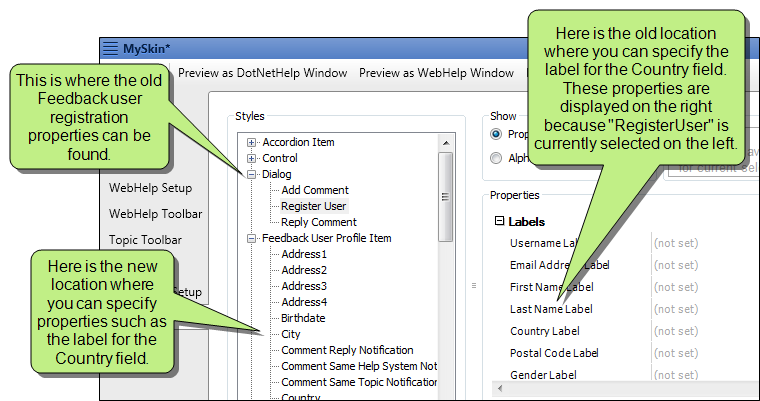 MySkin*
Preview as DotNetHelp Window Preview as WebHelp Window
This is where the old
Feedback user
registration
properties can be
found.
Here is the old location
where you can specify the
label for the Country field.
These properties are
displayed on the right
because "RegisterUser" is
currently selected on the left.
WebHelp Setup
WebHelp Toolbar
Topic Toolbar
Setup
Here is the new
location where
you can specify
properties such as
the label for the
Country field.
Styles
Accordion Item
Control
Dialog
Add Comment
Register User
Reply Comment
Feedback User Profile Item
Address1
Address2
Address3
Address4
Birthdate
City
Comment Reply Notification
Comment Same Help System Not
Comment Same Topic Notification
Country
Show
Prop
Alph
for current sel
Properties
Labels
Username Lab (not set)
Email Address Label (not set)
First Name Label (not set)
Last Name Label (not set)
Country Label (not set)
Postal Code Label (not set)
Gender Label (not set)